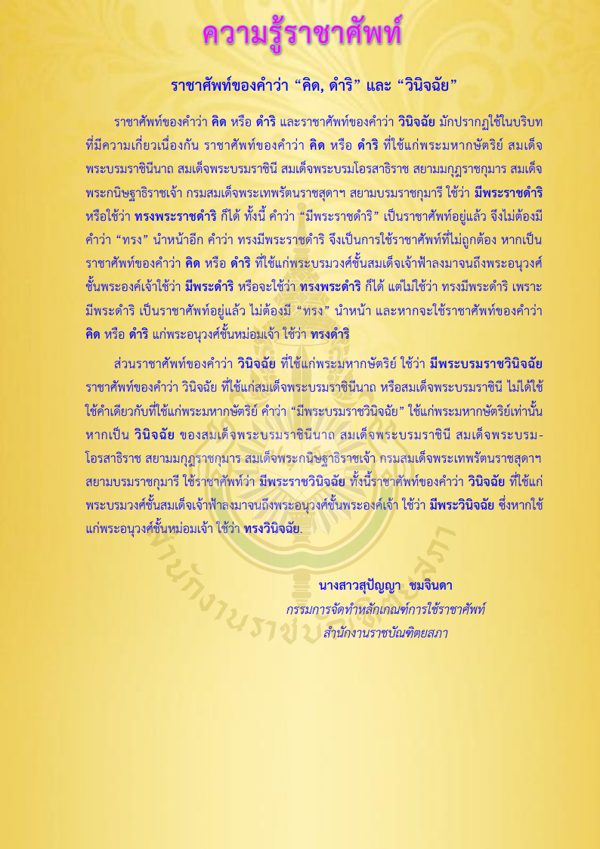 ความรู้ราชาศัพท์
ราชาศัพท์ของคำว่า “คิด, ดำริ” และ “วินิจฉัย”
ราชาศัพท์ของคำว่า คิด หรือ ดำริ และราชาศัพท์ของคำว่า วินิจฉัย มักปรากฏใช้ในบริบท
ที่มีความเกี่ยวเนื่องกัน ราชาศัพท์ของคำว่า คิด หรือ ดำริ ที่ใช้แก่พระมหากษัตริย์ สมเด็จ
พระบรมราชินีนาถ สมเด็จพระบรมราชินี สมเด็จพระบรมโอรสาธิราช สยามมกุฎราชกุมาร สมเด็จ
พระกนิษฐาธิราชเจ้า กรมสมเด็จพระเทพรัตนราชสุดาฯ สยามบรมราชกุมารี ใช้ว่า มีพระราชดำริ
หรือใช้ว่า ทรงพระราชดำริ ก็ได้ ทั้งนี้ คำว่า “มีพระราชดำริ” เป็นราชาศัพท์อยู่แล้ว จึงไม่ต้องมี
คำว่า “ทรง” นำหน้าอีก คำว่า ทรงมีพระราชดำริ จึงเป็นการใช้ราชาศัพท์ที่ไม่ถูกต้อง หากเป็น
ราชาศัพท์ของคำว่า คิด หรือ ดำริ ที่ใช้แก่พระบรมวงศ์ชั้นสมเด็จเจ้าฟ้าลงมาจนถึงพระอนุวงศ์
ชั้นพระองค์เจ้าใช้ว่า มีพระดำริ หรือจะใช้ว่า ทรงพระดำริ ก็ได้ แต่ไม่ใช้ว่า ทรงมีพระดำริ เพราะ
มีพระดำริ เป็นราชาศัพท์อยู่แล้ว ไม่ต้องมี “ทรง” นำหน้า และหากจะใช้ราชาศัพท์ของคำว่า
คิด หรือ ดำริ แก่พระอนุวงศ์ชั้นหม่อมเจ้า ใช้ว่า ทรงดำริ
ส่วนราชาศัพท์ของคำว่า วินิจฉัย ที่ใช้แก่พระมหากษัตริย์ ใช้ว่า มีพระบรมราชวินิจฉัย
ราชาศัพท์ของคำว่า วินิจฉัย ที่ใช้แก่สมเด็จพระบรมราชินีนาถ หรือสมเด็จพระบรมราชินี ไม่ได้ใช้
ใช้คำเดียวกับที่ใช้แก่พระมหากษัตริย์ คำว่า “มีพระบรมราชวินิจฉัย” ใช้แก่พระมหากษัตริย์เท่านั้น
หากเป็น วินิจฉัย ของสมเด็จพระบรมราชินีนาถ สมเด็จพระบรมราชินี สมเด็จพระบรม-
โอรสาธิราช สยามมกุฎราชกุมาร สมเด็จพระกนิษฐาธิราชเจ้า กรมสมเด็จพระเทพรัตนราชสุดาฯ
สยามบรมราชกุมารี ใช้ราชาศัพท์ว่า มีพระราชวินิจฉัย ทั้งนี้ราชาศัพท์ของคำว่า วินิจฉัย ที่ใช้แก่
พระบรมวงศ์ชั้นสมเด็จเจ้าฟ้าลงมาจนถึงพระอนุวงศ์ชั้นพระองค์เจ้า ใช้ว่า มีพระวินิจฉัย ซึ่งหากใช้
แก่พระอนุวงศ์ชั้นหม่อมเจ้า ใช้ว่า ทรงวินิจฉัย.
นางสาวสุปัญญา ชมจินดา
กรรมการจัดทำหลักเกณฑ์การใช้ราชาศัพท์
สำนักงานราชบัณฑิตยสภา
สำนักงานราชบัณฑิตยสภา